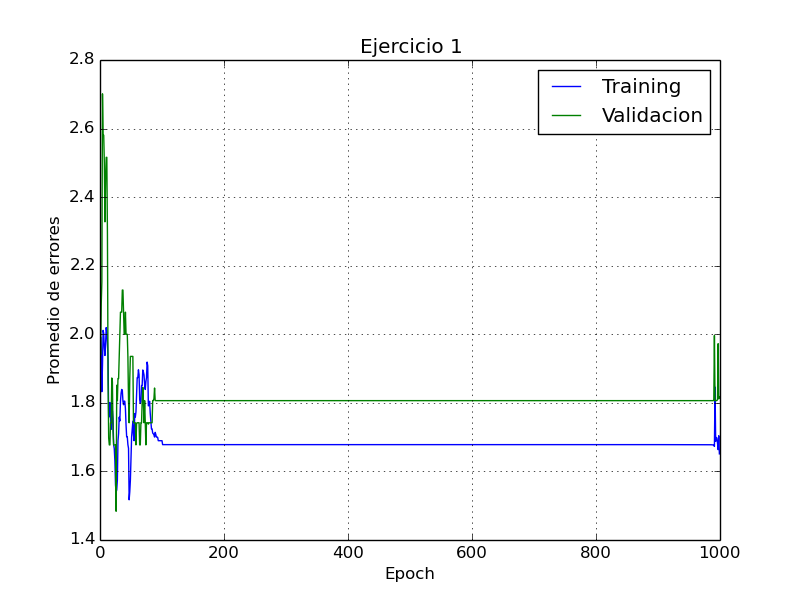 Ejercicio 1
2.8
2.6
2.4
2.2
2.0
1.8
1.6
1.4
Promedio de errores
Training
Validacion
0
200
400
600
800
1000
Epoch